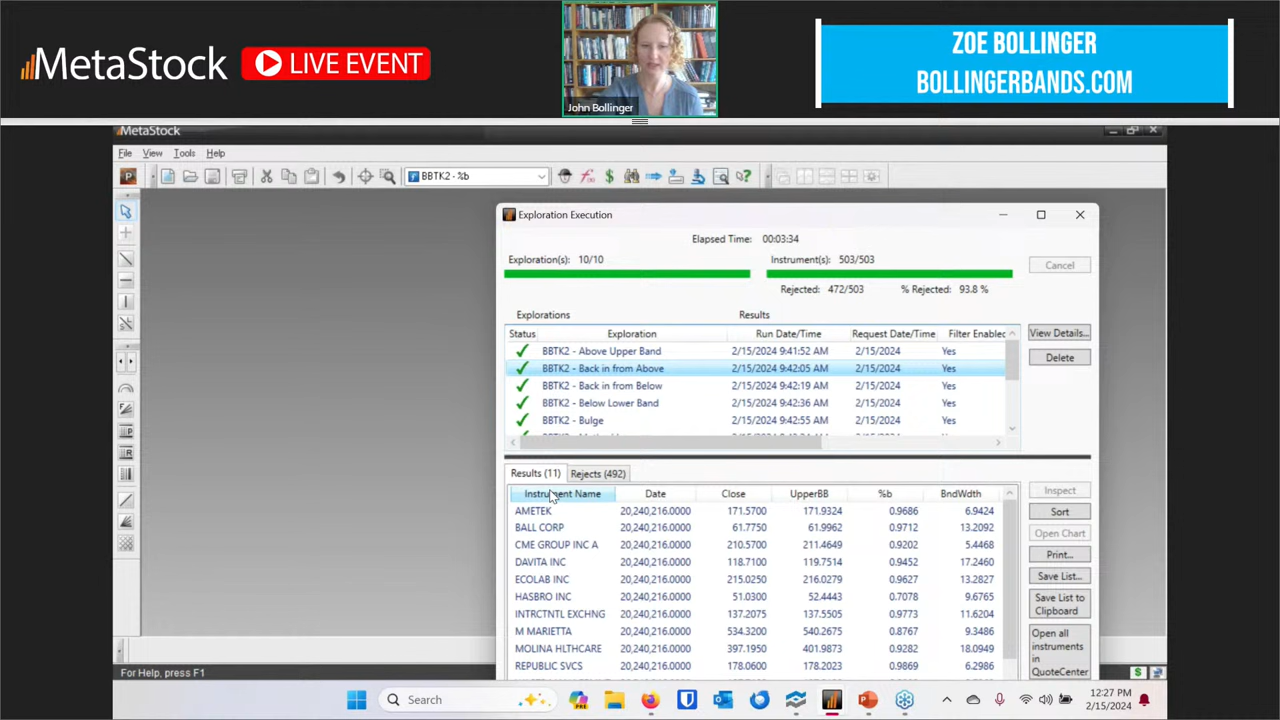 MetaStock
LIVE EVENT
John Bollinger
ZOE BOLLINGER
BOLLINGERBANDS.COM
MetaStock
File View Tools Help
BBTK2 - %b
Exploration Execution
Elapsed Time: 00:03:34
Exploration(s): 10/10 Instrument(s): 503/503
Cancel
Rejected: 472/503 % Rejected: 93.8 %
Explorations Results
Status Exploration Run Date/Time Request Date/Time Filter Enabled
View Details...
BBTK2 - Above Upper Band 2/15/2024 9:41:52 AM 2/15/2024 Yes
Delete
BBTK2 - Back in from Above 2/15/2024 9:42:05 AM 2/15/2024 Yes
BBTK2 - Back in from Below 2/15/2024 9:42:19 AM 2/15/2024 Yes
BBTK2 - Below Lower Band 2/15/2024 9:42:36 AM 2/15/2024 Yes
BBTK2 - Bulge 2/15/2024 9:42:55 AM 2/15/2024 Yes
Results (11) Rejects (492)
Instrument Name Date Close UpperBB %b BndWdth
Inspect
AMETEK 20,240,216.0000 171.5700 171.9324 0.9686 6.9424
Sort
BALL CORP 20,240,216.0000 61.7750 61.9962 0.9712 13.2092
Open Chart
CME GROUP INC A 20,240,216.0000 210.5700 211.4649 0.9202 5.4468
Print...
DAVITA INC 20,240,216.0000 118.7100 119.7514 0.9452 17.2460
Save List...
ECOLAB INC 20,240,216.0000 215.0250 216.0279 0.9627 13.2827
HASBRO INC 20,240,216.0000 51.0300 52.4443 0.7078 9.6765
Save List to
Clipboard
INTRCTNTL EXCHNG 20,240,216.0000 137.2075 137.5505 0.9773 11.6204
M MARIETTA 20,240,216.0000 534.3200 540.2675 0.8767 9.3486
MOLINA HLTHCARE 20,240,216.0000 397.1950 401.9873 0.9282 18.0949
REPUBLIC SVCS 20,240,216.0000 178.0600 178.2023 0.9869 6.2986
Open all
instruments
in
QuoteCenter
For Help, press F1
Search
PRE
12:27 PM
2/15/2024